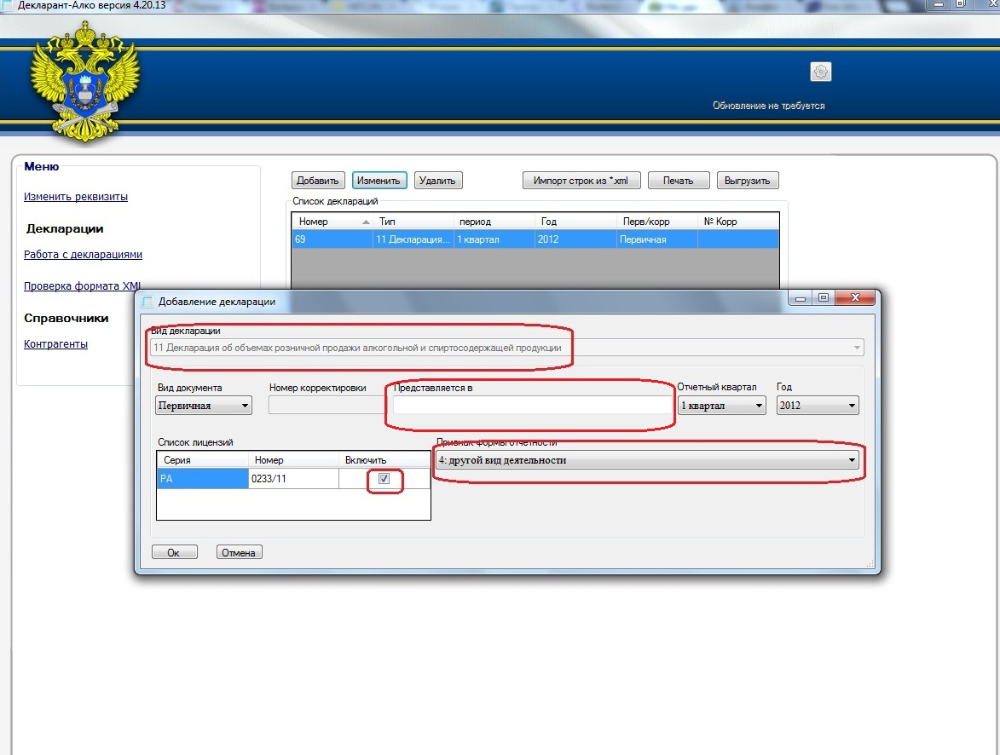 Декларант-Алко версия 4.20.13
Обновление не требуется
Меню
Изменить реквизиты
Декларации
Работа с декларациями
Проверка формата XML
Справочники
Контрагенты
Добавить Изменить Удалить Импорт строк из *.xml Печать Выгрузить
Список деклараций
Номер Тип период Год Перв/корр № Корр
69 11 Декларация... 1 квартал 2012 Первичная
Добавление декларации
Вид декларации
11 Декларация об объемах розничной продажи алкогольной и спиртосодержащей продукции
Вид документа Номер корректировки Представляется в Отчетный квартал Год
Первичная 1 квартал 2012
Список лицензий Признак формы отчетности
Серия Номер Включить
4: другой вид деятельности
РА 0233/11
Ок Отмена